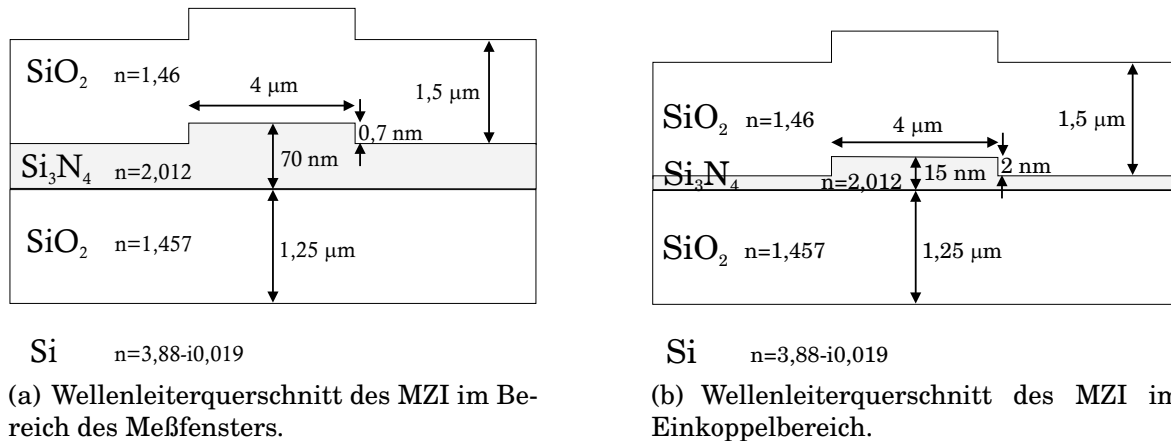 SiO2 n=1,46
4 µm
1,5 µm
0,7 nm
70 nm
Si3N4 n=2,012
SiO2 n=1,457
1,25 µm
Si n=3,88-i0,019
(a) Wellenleiterquerschnitt des MZI im Be-
reich des Meßfensters.
SiO2 n=1,46
4 µm
1,5 µm
2 nm
15 nm
Si3N4 n=2,012
SiO2 n=1,457
1,25 µm
Si n=3,88-i0,019
(b) Wellenleiterquerschnitt des MZI im
Einkoppelbereich.